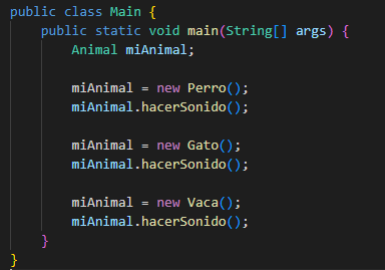 public class Main {
    public static void main(String[] args) {
        Animal miAnimal;

        miAnimal = new Perro();
        miAnimal.hacerSonido();

        miAnimal = new Gato();
        miAnimal.hacerSonido();

        miAnimal = new Vaca();
        miAnimal.hacerSonido();
    }
}